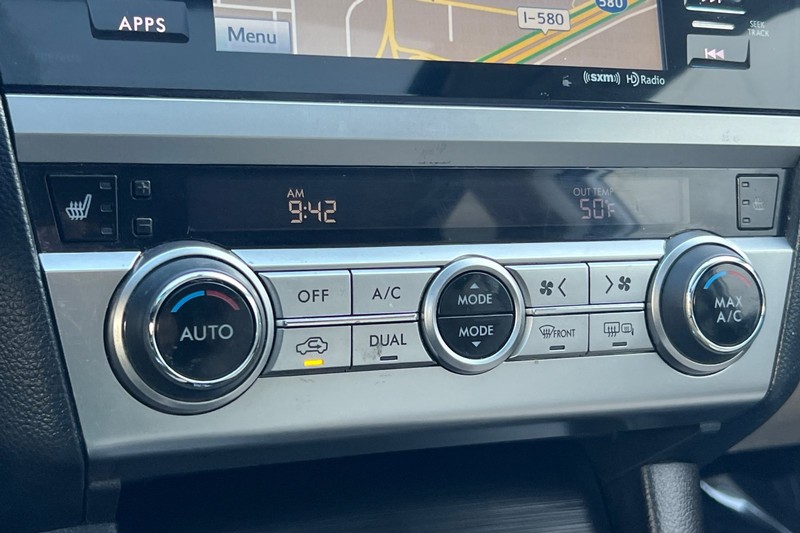 APPS
Menu
I-580
580
SEEK
TRACK
((sxm)) HD Radio
AM
9:42
OUT TEMP
50°F
AUTO
OFF
A/C
DUAL
MODE
MODE
FRONT
MAX
A/C